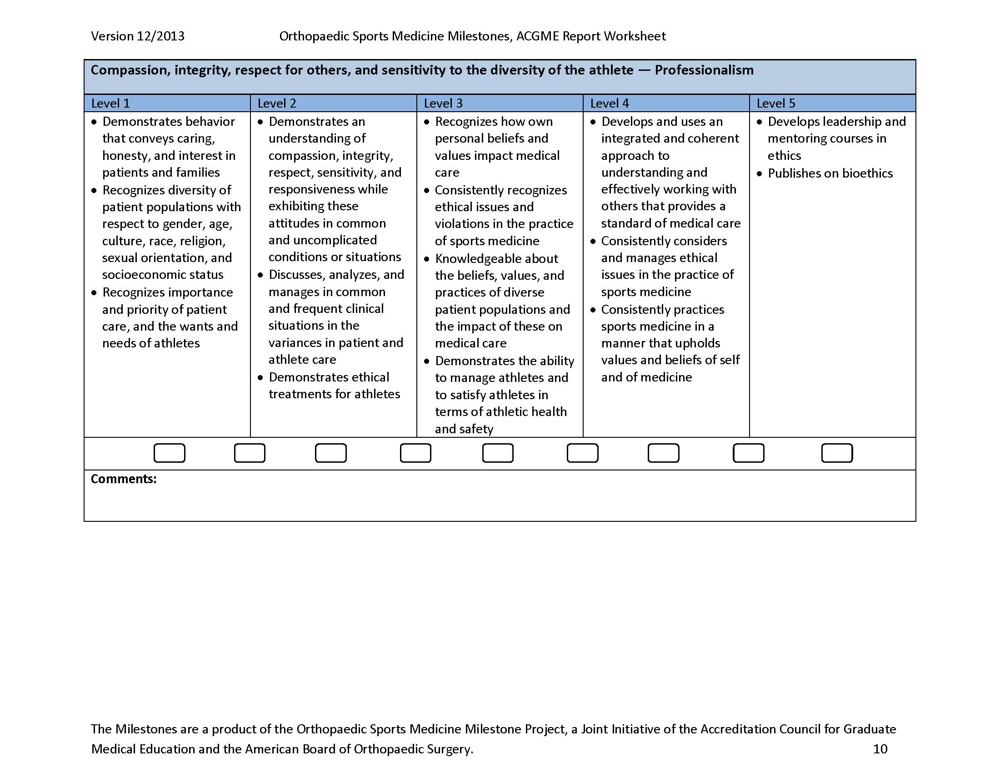 Version 12/2013 Orthopaedic Sports Medicine Milestones, ACGME Report Worksheet
Compassion, integrity, respect for others, and sensitivity to the diversity of the athlete — Professionalism
Level 1
• Demonstrates behavior
that conveys caring,
honesty, and interest in
patients and families
• Recognizes diversity of
patient populations with
respect to gender, age,
culture, race, religion,
sexual orientation, and
socioeconomic status
• Recognizes importance
and priority of patient
care, and the wants and
needs of athletes
Level 2
• Demonstrates an
understanding of
compassion, integrity,
respect, sensitivity, and
responsiveness while
exhibiting these
attitudes in common
and uncomplicated
conditions or situations
• Discusses, analyzes, and
manages in common
and frequent clinical
situations in the
variances in patient and
athlete care
• Demonstrates ethical
treatments for athletes
Level 3
• Recognizes how own
personal beliefs and
values impact medical
care
• Consistently recognizes
ethical issues and
violations in the practice
of sports medicine
• Knowledgeable about
the beliefs, values, and
practices of diverse
patient populations and
the impact of these on
medical care
• Demonstrates the ability
to manage athletes and
to satisfy athletes in
terms of athletic health
and safety
Level 4
• Develops and uses an
integrated and coherent
approach to
understanding and
effectively working with
others that provides a
standard of medical care
• Consistently considers
and manages ethical
issues in the practice of
sports medicine
• Consistently practices
sports medicine in a
manner that upholds
values and beliefs of self
and of medicine
Level 5
• Develops leadership and
mentoring courses in
ethics
• Publishes on bioethics
Comments:
The Milestones are a product of the Orthopaedic Sports Medicine Milestone Project, a Joint Initiative of the Accreditation Council for Graduate
Medical Education and the American Board of Orthopaedic Surgery. 10